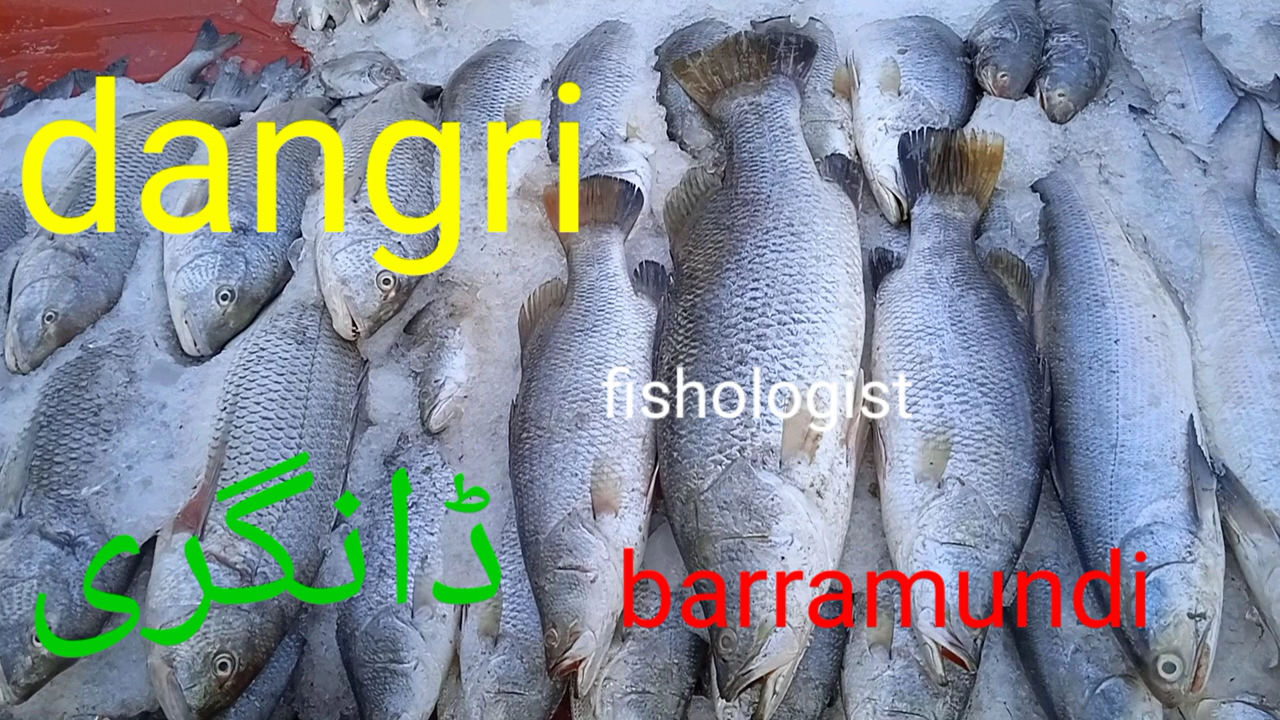 dangri
fishologist
ڈانگری
barramundi